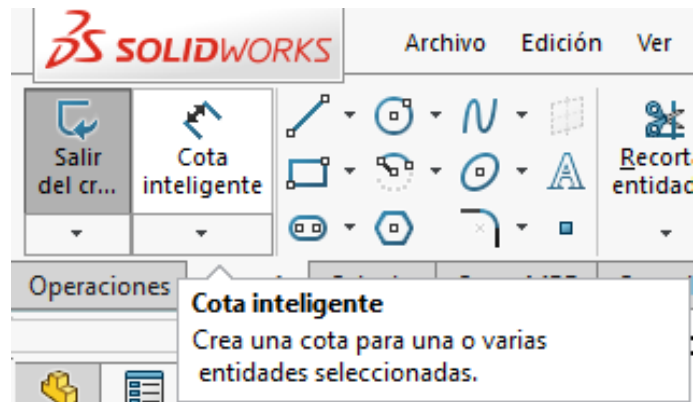 SOLIDWORKS Archivo Edición Ver
Salir
del cr...
Cota
inteligente
Recort
entidad
Operaciones
Cota inteligente
Crea una cota para una o varias
entidades seleccionadas.